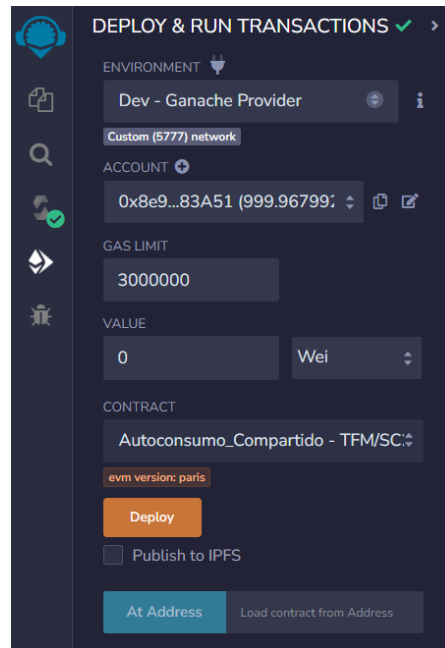 DEPLOY & RUN TRANSACTIONS
ENVIRONMENT
Dev - Ganache Provider
Custom (5777) network
ACCOUNT
0x8e9...83A51 (999.967992
GAS LIMIT
3000000
VALUE
0 Wei
CONTRACT
Autoconsumo_Compartido - TFM/SC
evm version: paris
Deploy
Publish to IPFS
At Address Load contract from Address